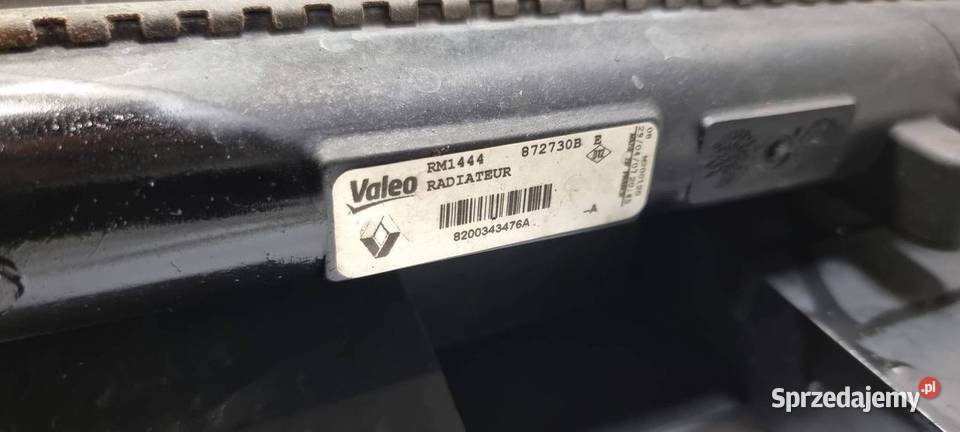 RM1444 872730B
Valeo RADIATEUR
8200343476A
A
Sprzedajemy.pl